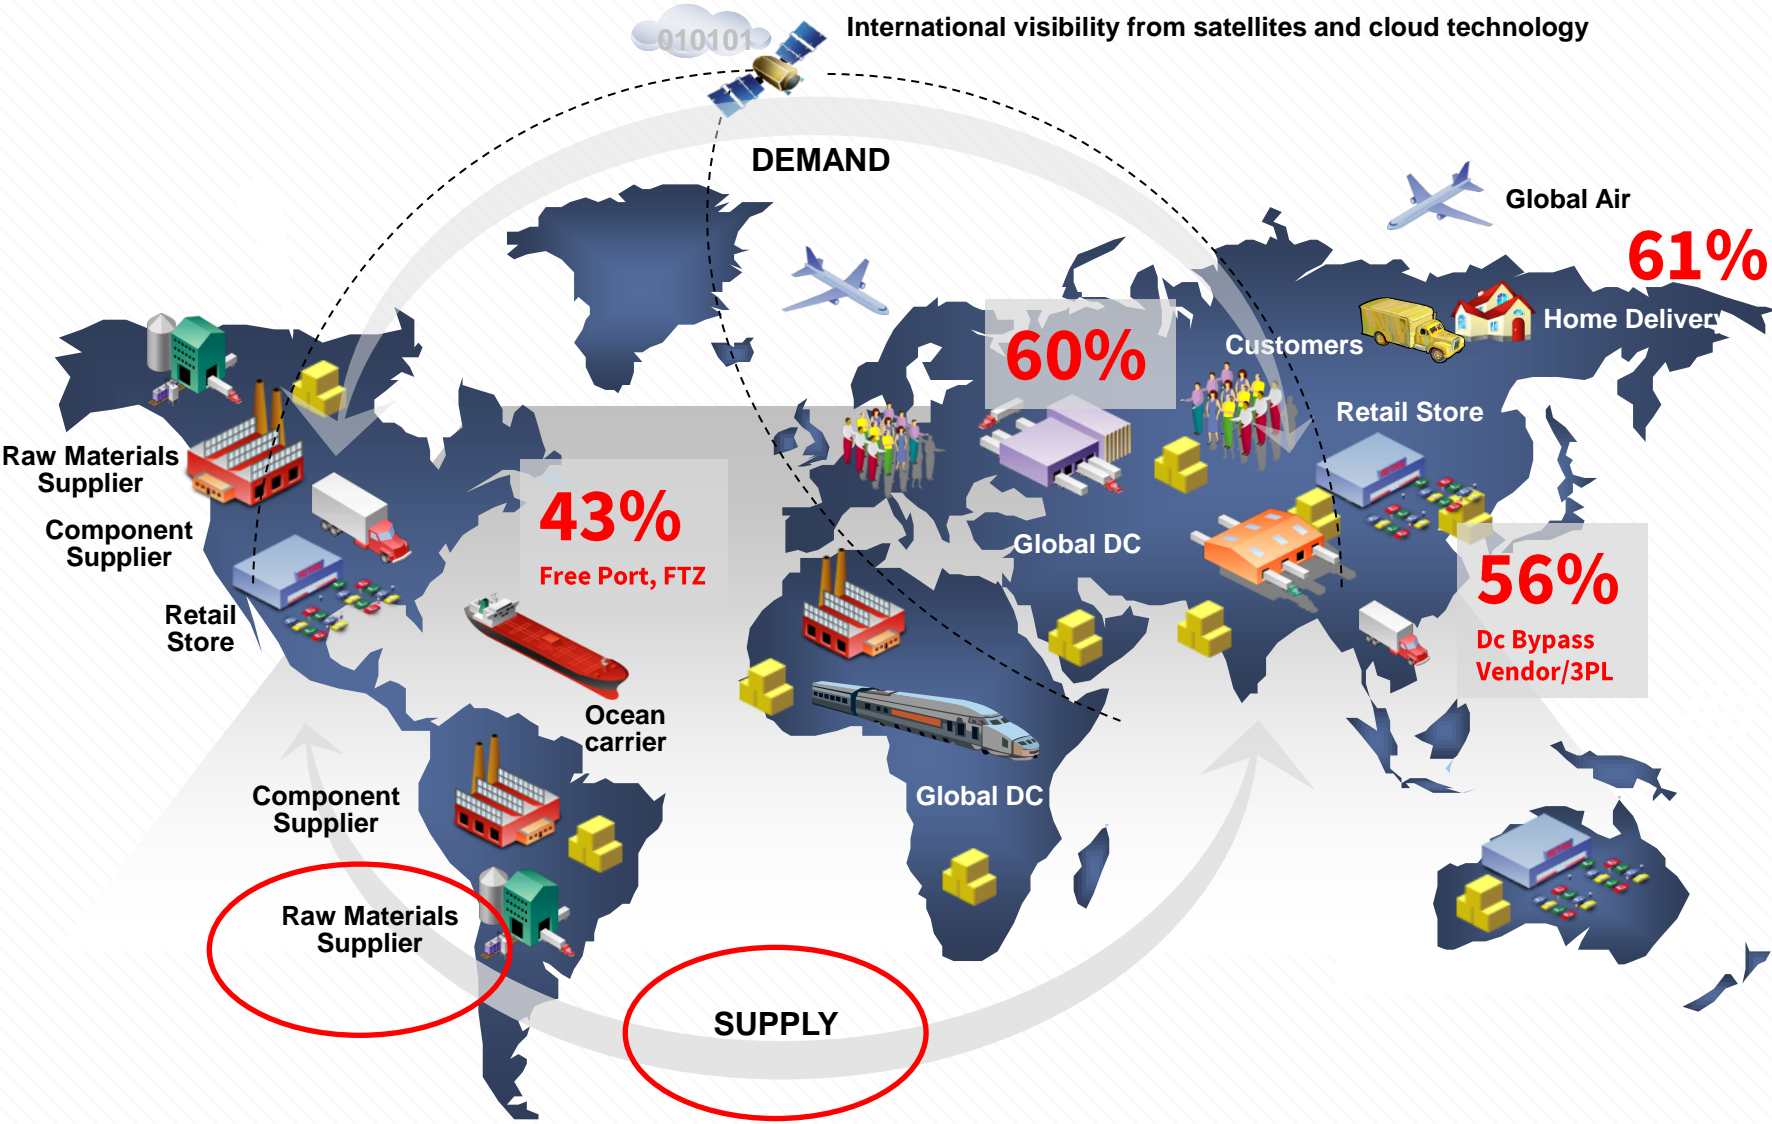 International visibility from satellites and cloud technology
010101
DEMAND
Global Air
61%
Home Delivery
60%
Customers
Retail Store
Raw Materials
Supplier
43%
Free Port, FTZ
Component
Supplier
Global DC
56%
Dc Bypass
Vendor/3PL
Retail
Store
Ocean
carrier
Component
Supplier
Global DC
Raw Materials
Supplier
SUPPLY